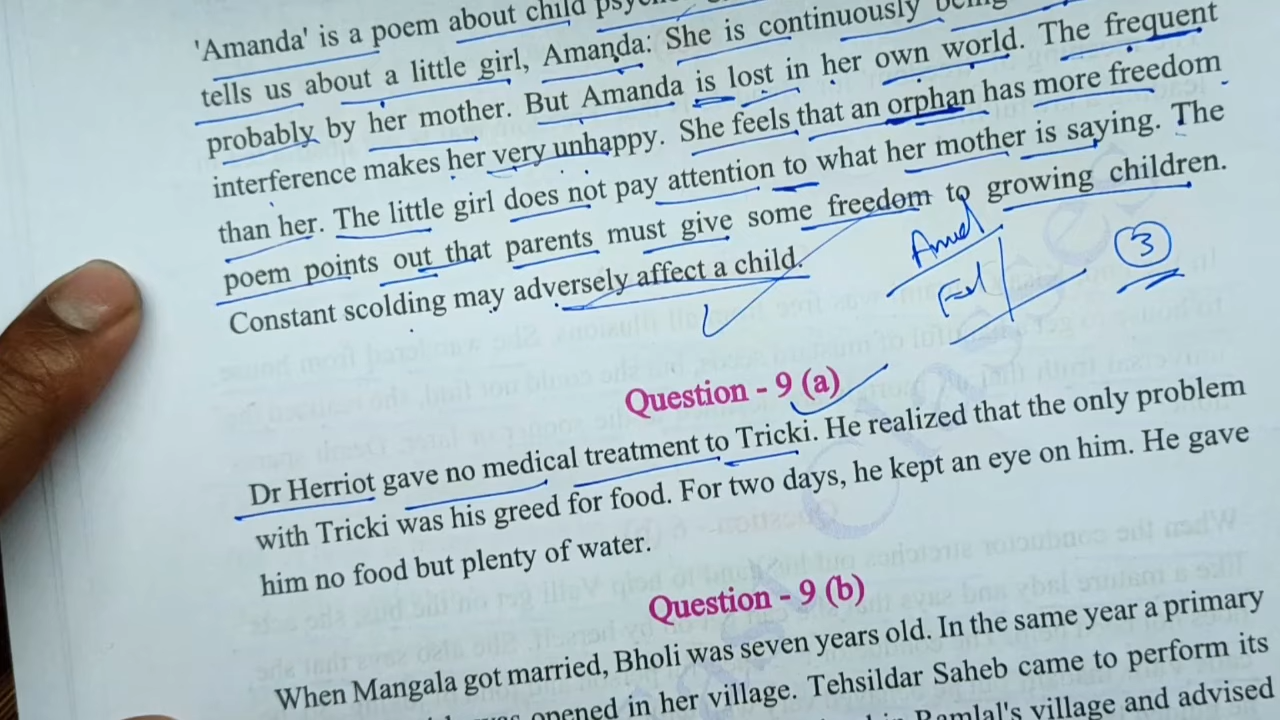 'Amanda' is a poem about child
tells us about a little girl, Amanda: She is continuously being
probably by her mother. But Amanda is lost in her own world. The frequent
interference makes her very unhappy. She feels that an orphan has more freedom
than her. The little girl does not pay attention to what her mother is saying. The
poem points out that parents must give some freedom to growing children.
Constant scolding may adversely affect a child.
3
Question - 9 (a)
Dr Herriot gave no medical treatment to Tricki. He realized that the only problem
with Tricki was his greed for food. For two days, he kept an eye on him. He gave
him no food but plenty of water.
Question - 9 (b)
When Mangala got married, Bholi was seven years old. In the same year a primary
opened in her village. Tehsildar Saheb came to perform its
Ramlal's village and advised